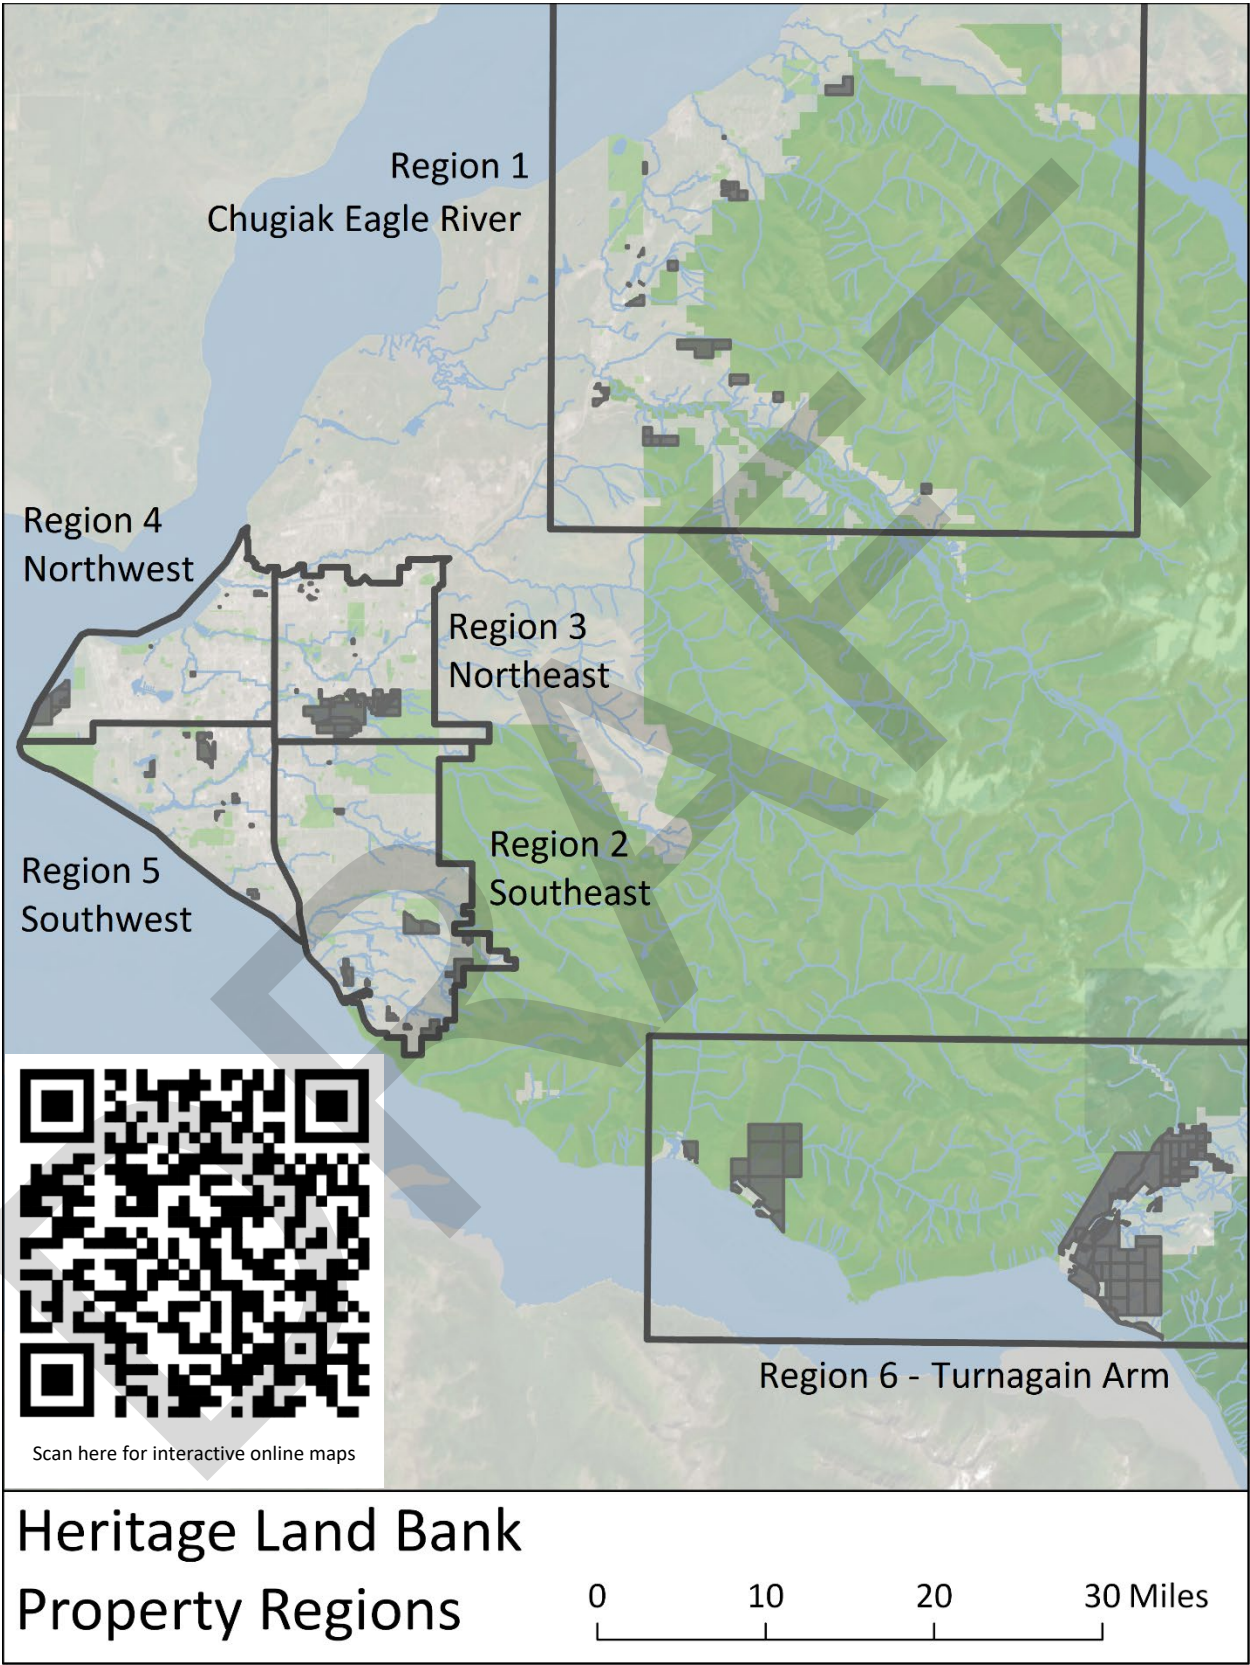 Region 1
Chugiak Eagle River
Region 4
Northwest
Region 3
Northeast
Region 2
Southeast
Region 5
Southwest
DRAFT
Region 6 - Turnagain Arm
Scan here for interactive online maps
Heritage Land Bank
Property Regions
0 10 20 30 Miles